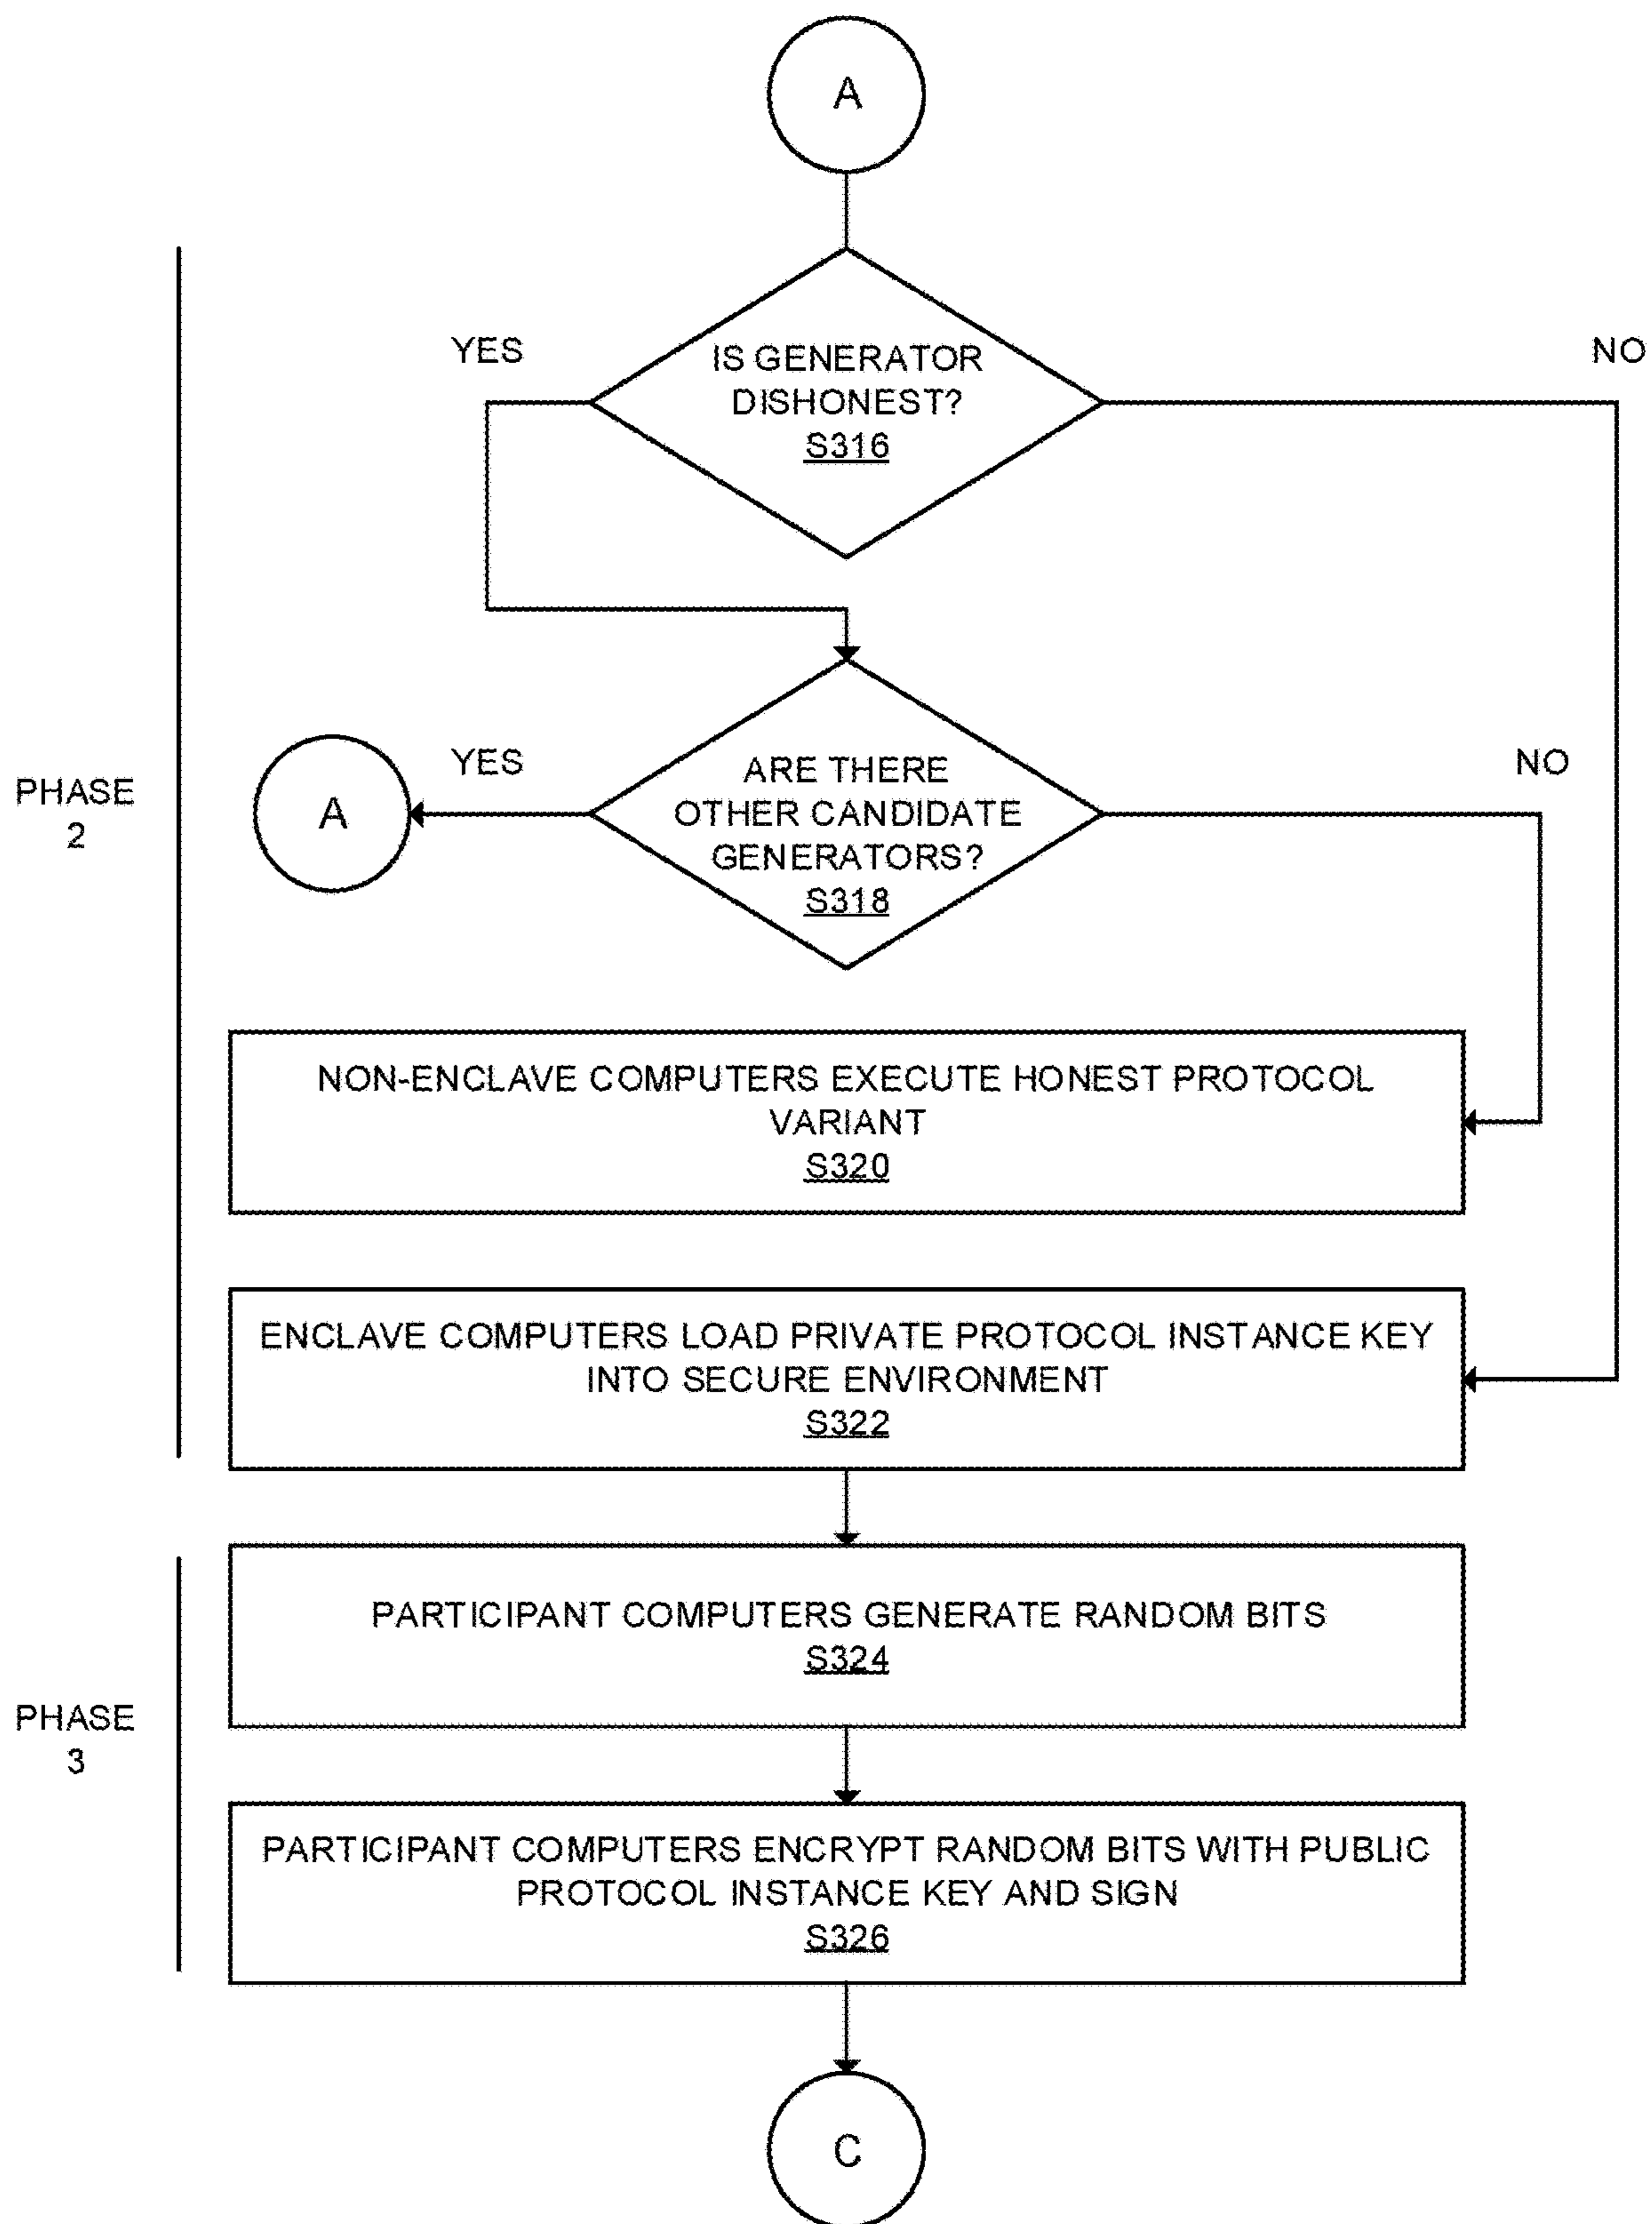 A
YES
IS GENERATOR
DISHONEST?
S316
NO
PHASE
2
A
YES
ARE THERE
OTHER CANDIDATE
GENERATORS?
S318
NO
NON-ENCLAVE COMPUTERS EXECUTE HONEST PROTOCOL
VARIANT
S320
ENCLAVE COMPUTERS LOAD PRIVATE PROTOCOL INSTANCE KEY
INTO SECURE ENVIRONMENT
S322
PHASE
3
PARTICIPANT COMPUTERS GENERATE RANDOM BITS
S324
PARTICIPANT COMPUTERS ENCRYPT RANDOM BITS WITH PUBLIC
PROTOCOL INSTANCE KEY AND SIGN
S326
C